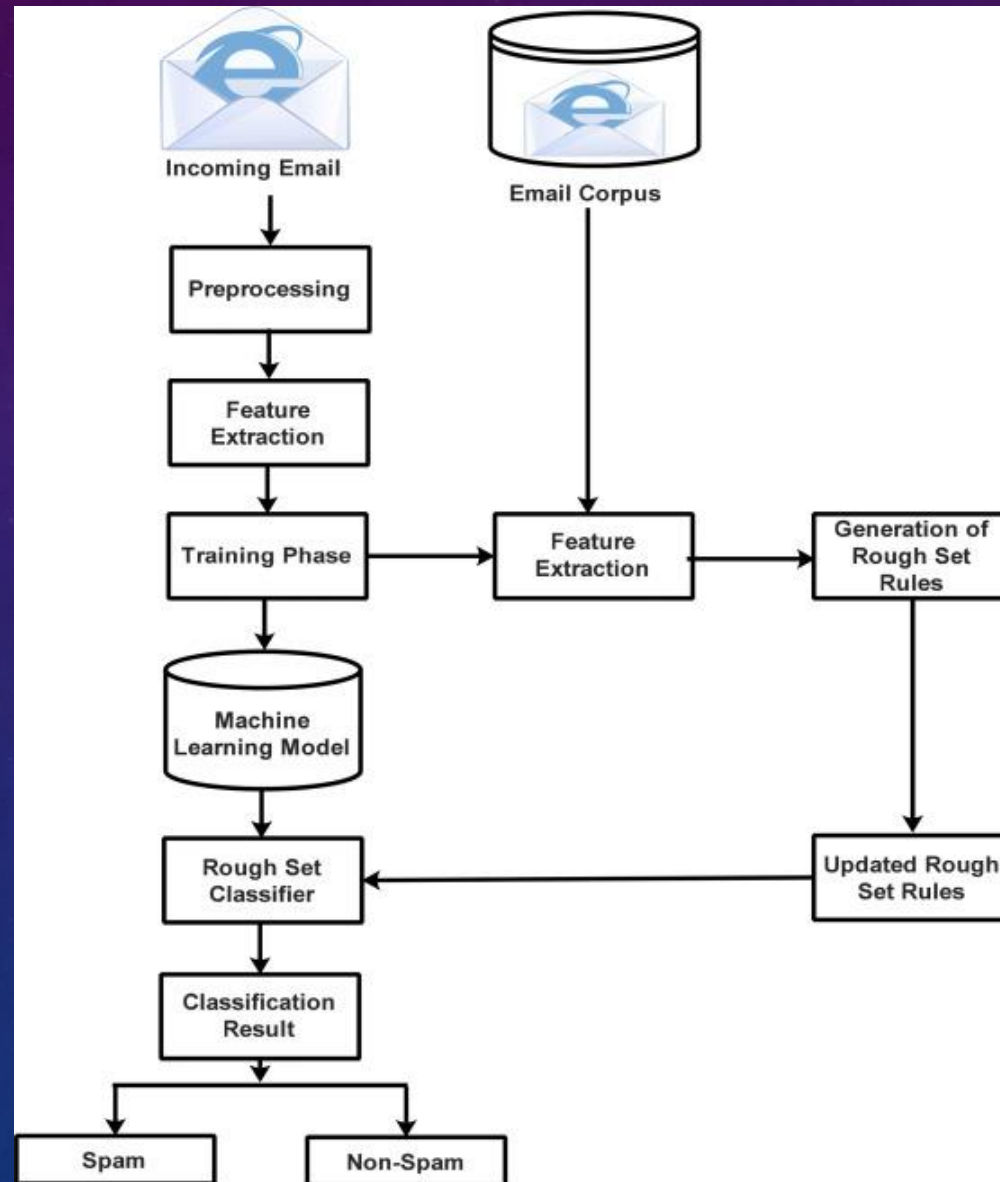 Incoming Email
Email Corpus
Preprocessing
Feature
Extraction
Training Phase
Feature
Extraction
Generation of
Rough Set
Rules
Machine
Learning Model
Rough Set
Classifier
Updated Rough
Set Rules
Classification
Result
Spam
Non-Spam